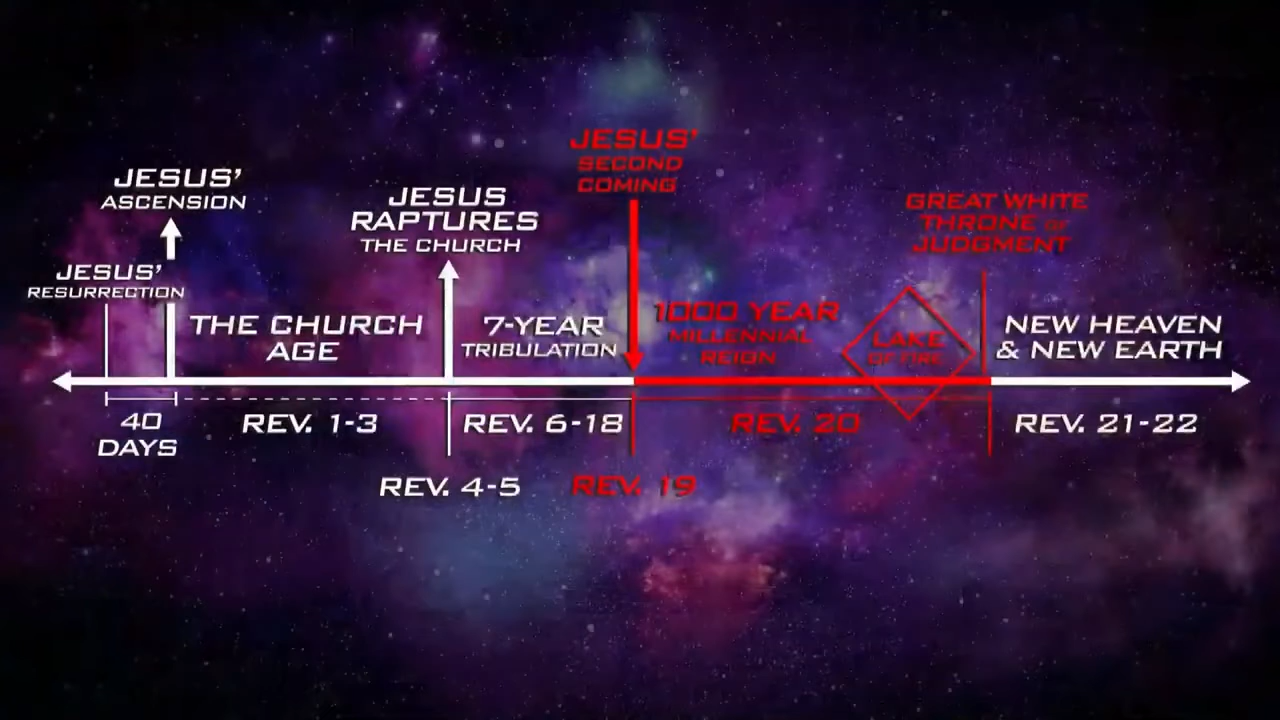 JESUS'
ASCENSION
JESUS'
RESURRECTION
THE CHURCH
AGE
JESUS
RAPTURES
THE CHURCH
7-YEAR
TRIBULATION
JESUS'
SECOND
COMING
1000 YEAR
MILLENNIAL
REIGN
LAKE
OF FIRE
GREAT WHITE
THRONE OF
JUDGMENT
NEW HEAVEN
& NEW EARTH
40
DAYS
REV. 1-3
REV. 4-5
REV. 6-18
REV. 19
REV. 20
REV. 21-22